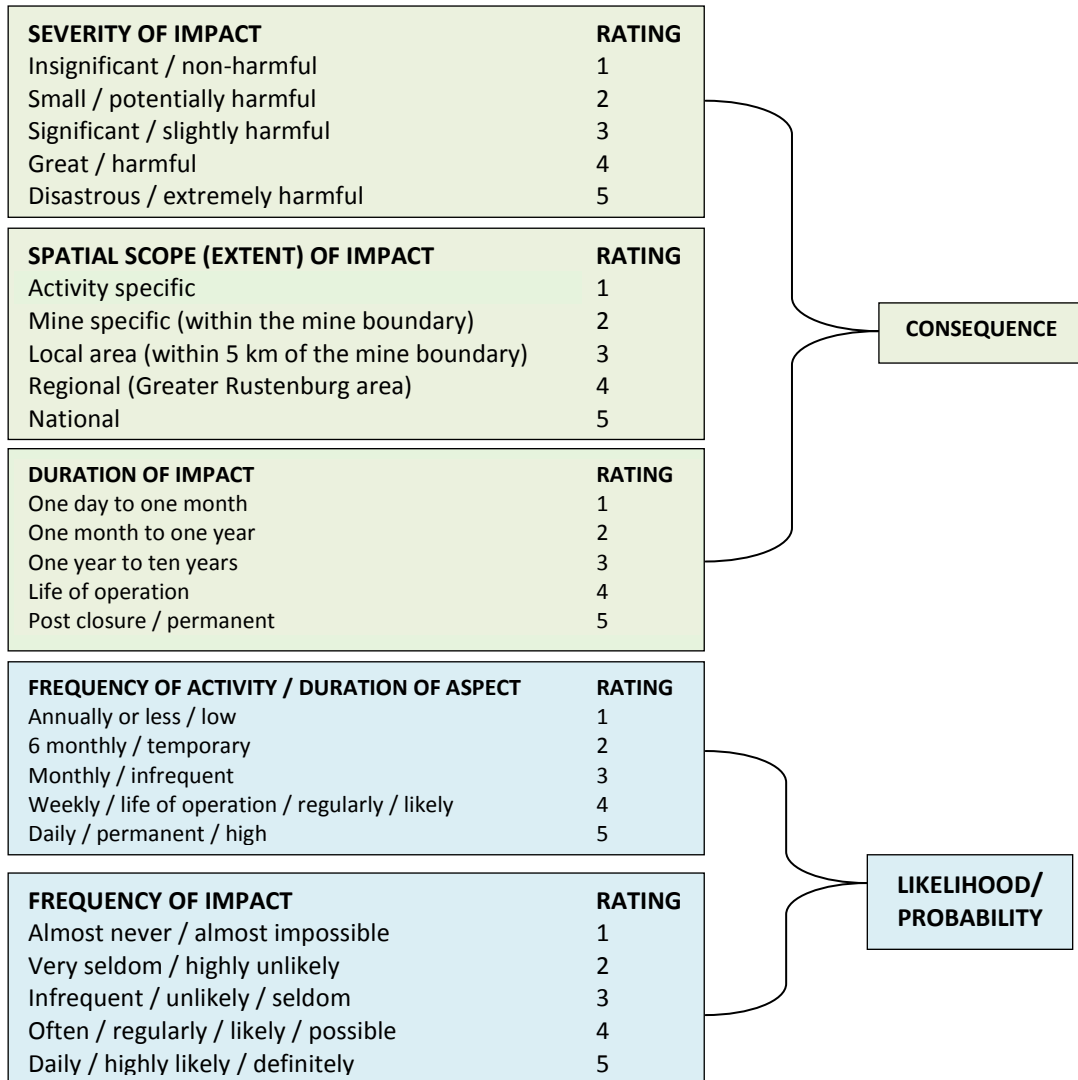 SEVERITY OF IMPACT RATING
Insignificant / non-harmful 1
Small / potentially harmful 2
Significant / slightly harmful 3
Great / harmful 4
Disastrous / extremely harmful 5
SPATIAL SCOPE (EXTENT) OF IMPACT RATING
Activity specific 1
Mine specific (within the mine boundary) 2
Local area (within 5 km of the mine boundary) 3
Regional (Greater Rustenburg area) 4
National 5
CONSEQUENCE
DURATION OF IMPACT RATING
One day to one month 1
One month to one year 2
One year to ten years 3
Life of operation 4
Post closure / permanent 5
FREQUENCY OF ACTIVITY / DURATION OF ASPECT RATING
Annually or less / low 1
6 monthly / temporary 2
Monthly / infrequent 3
Weekly / life of operation / regularly / likely 4
Daily / permanent / high 5
FREQUENCY OF IMPACT RATING
Almost never / almost impossible 1
Very seldom / highly unlikely 2
Infrequent / unlikely / seldom 3
Often / regularly / likely / possible 4
Daily / highly likely / definitely 5
LIKELIHOOD/
PROBABILITY